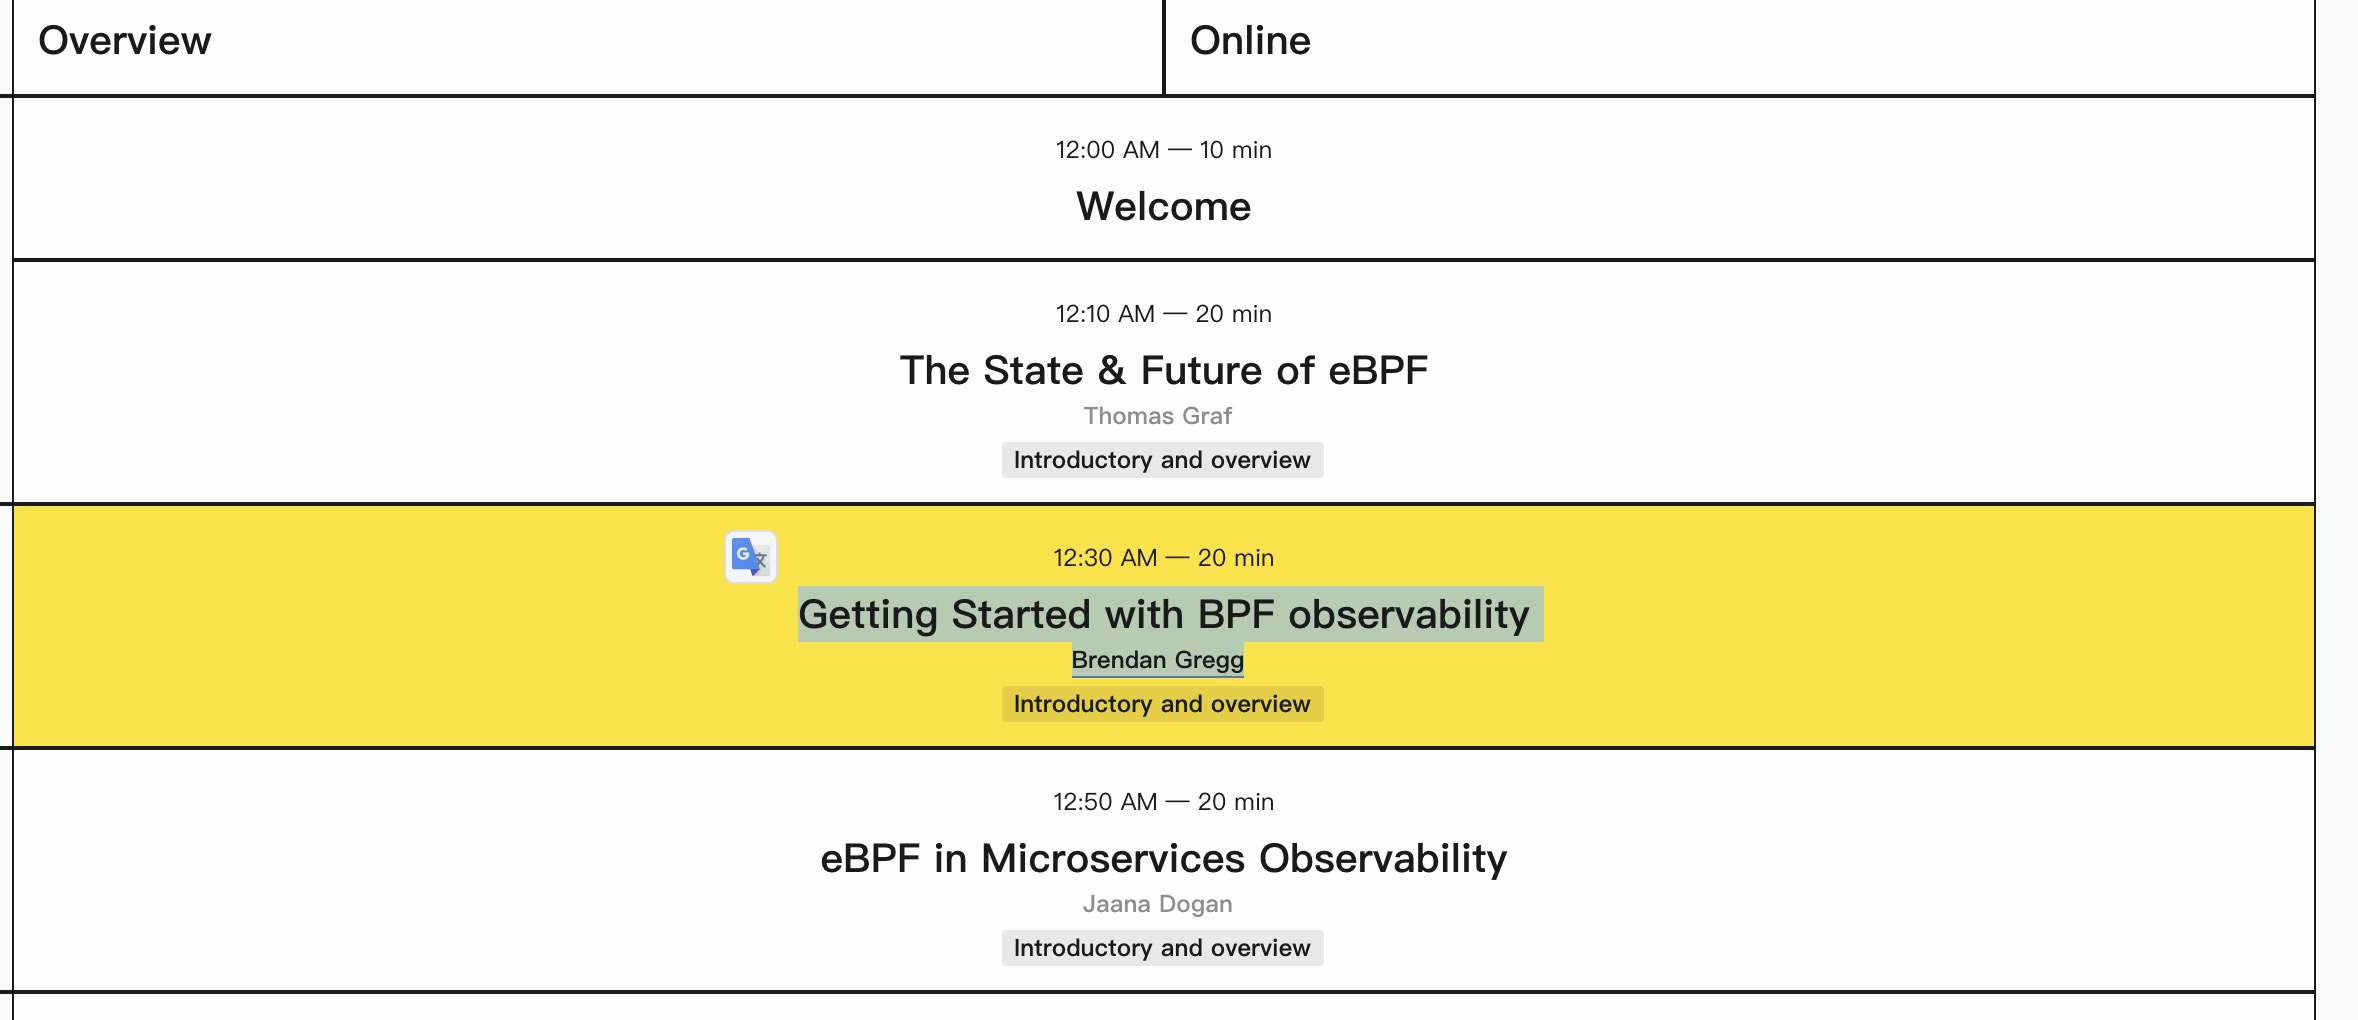 Overview
Online
12:00 AM — 10 min
Welcome
12:10 AM — 20 min
The State & Future of eBPF
Thomas Graf
Introductory and overview
G 文
12:30 AM — 20 min
Getting Started with BPF observability
Brendan Gregg
Introductory and overview
12:50 AM — 20 min
eBPF in Microservices Observability
Jaana Dogan
Introductory and overview